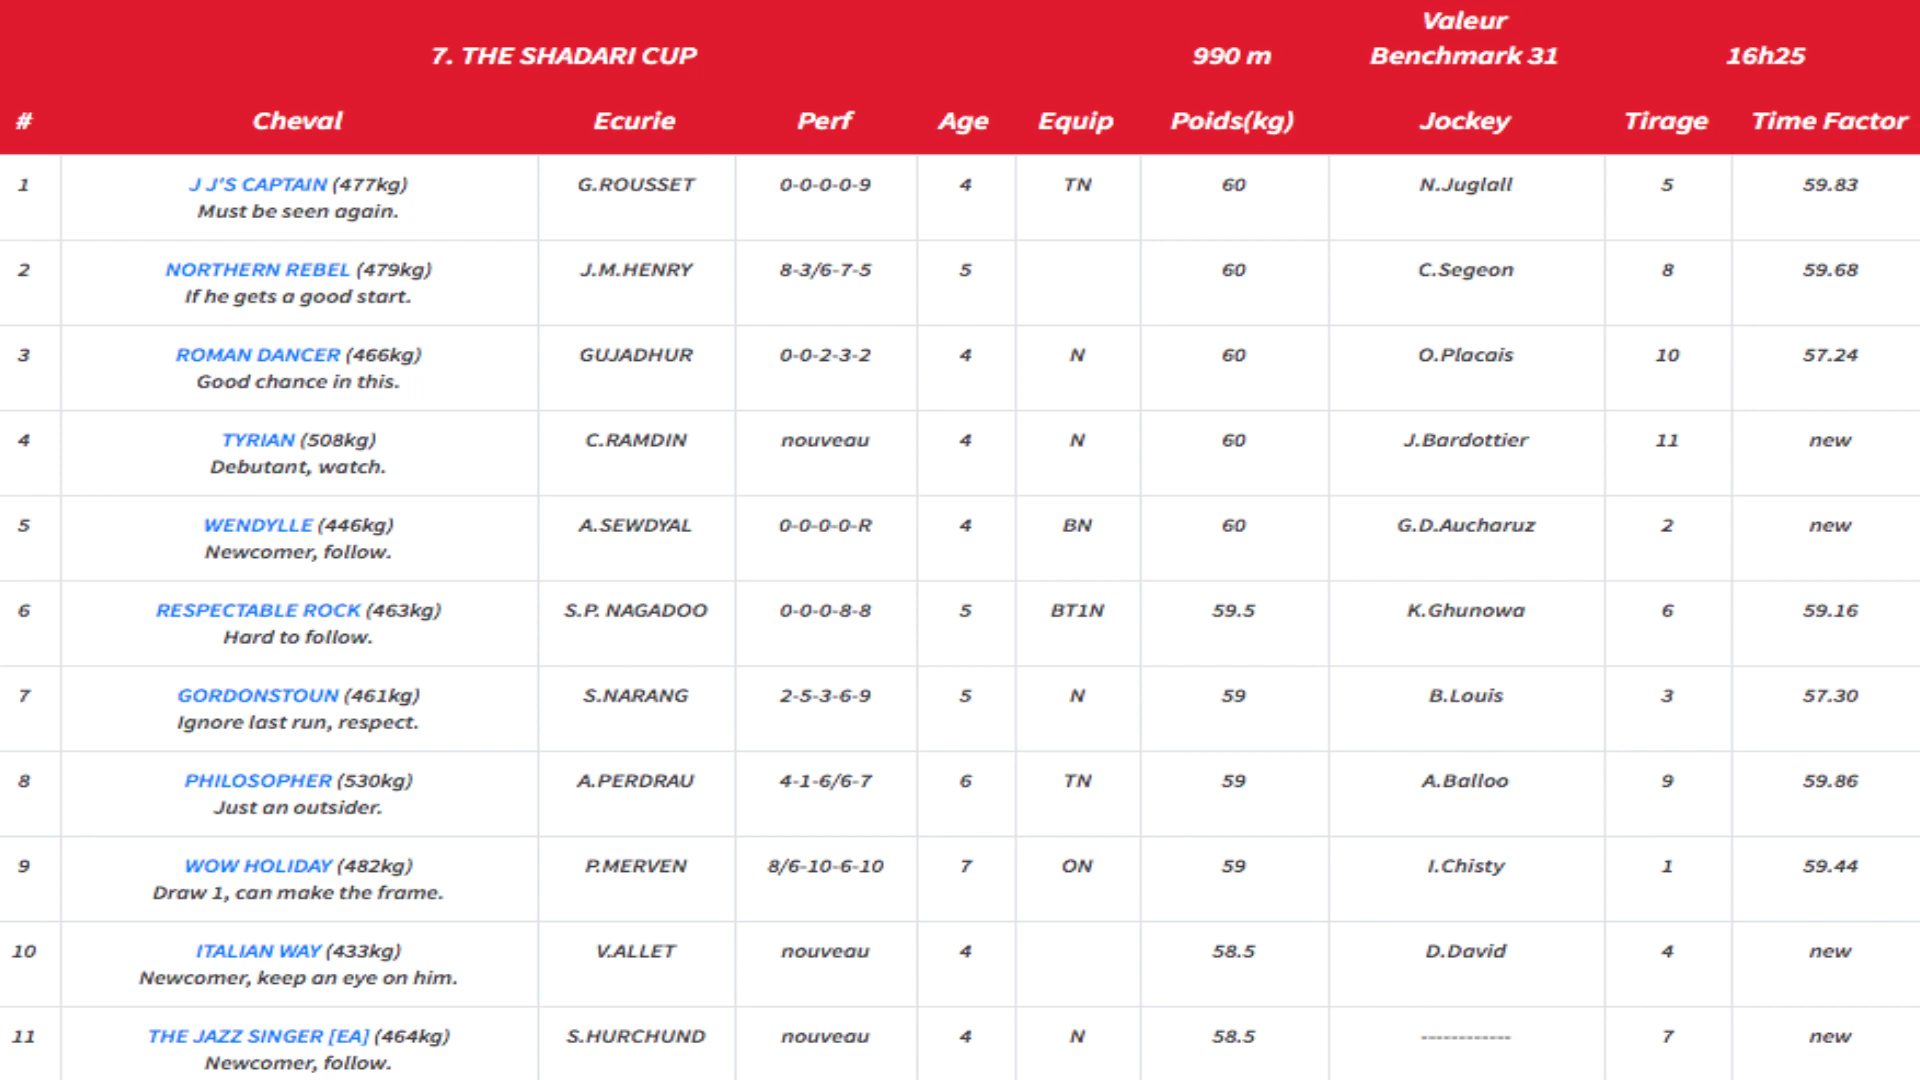 7. THE SHADARI CUP 990 m Valeur Benchmark 31 16h25
# Cheval Ecurie Perf Age Equip Poids(kg) Jockey Tirage Time Factor
1 J J'S CAPTAIN (477kg) G.ROUSSET 0-0-0-0-9 4 TN 60 N.Juglall 5 59.83
Must be seen again.
2 NORTHERN REBEL (479kg) J.M.HENRY 8-3/6-7-5 5 60 C.Segeon 8 59.68
If he gets a good start.
3 ROMAN DANCER (466kg) GUJADHUR 0-0-2-3-2 4 N 60 O.Placais 10 57.24
Good chance in this.
4 TYRIAN (508kg) C.RAMDIN nouveau 4 N 60 J.Bardottier 11 new
Debutant, watch.
5 WENDYLLE (446kg) A.SEWDYAL 0-0-0-0-R 4 BN 60 G.D.Aucharuz 2 new
Newcomer, follow.
6 RESPECTABLE ROCK (463kg) S.P. NAGADOO 0-0-0-8-8 5 BT1N 59.5 K.Ghunowa 6 59.16
Hard to follow.
7 GORDONSTOUN (461kg) S.NARANG 2-5-3-6-9 5 N 59 B.Louis 3 57.30
Ignore last run, respect.
8 PHILOSOPHER (530kg) A.PERDRAU 4-1-6/6-7 6 TN 59 A.Balloo 9 59.86
Just an outsider.
9 WOW HOLIDAY (482kg) P.MERVEN 8/6-10-6-10 7 ON 59 I.Chisty 1 59.44
Draw 1, can make the frame.
10 ITALIAN WAY (433kg) V.ALLET nouveau 4 58.5 D.David 4 new
Newcomer, keep an eye on him.
11 THE JAZZ SINGER [EA] (464kg) S.HURCHUND nouveau 4 N 58.5 ------------ 7 new
Newcomer, follow.